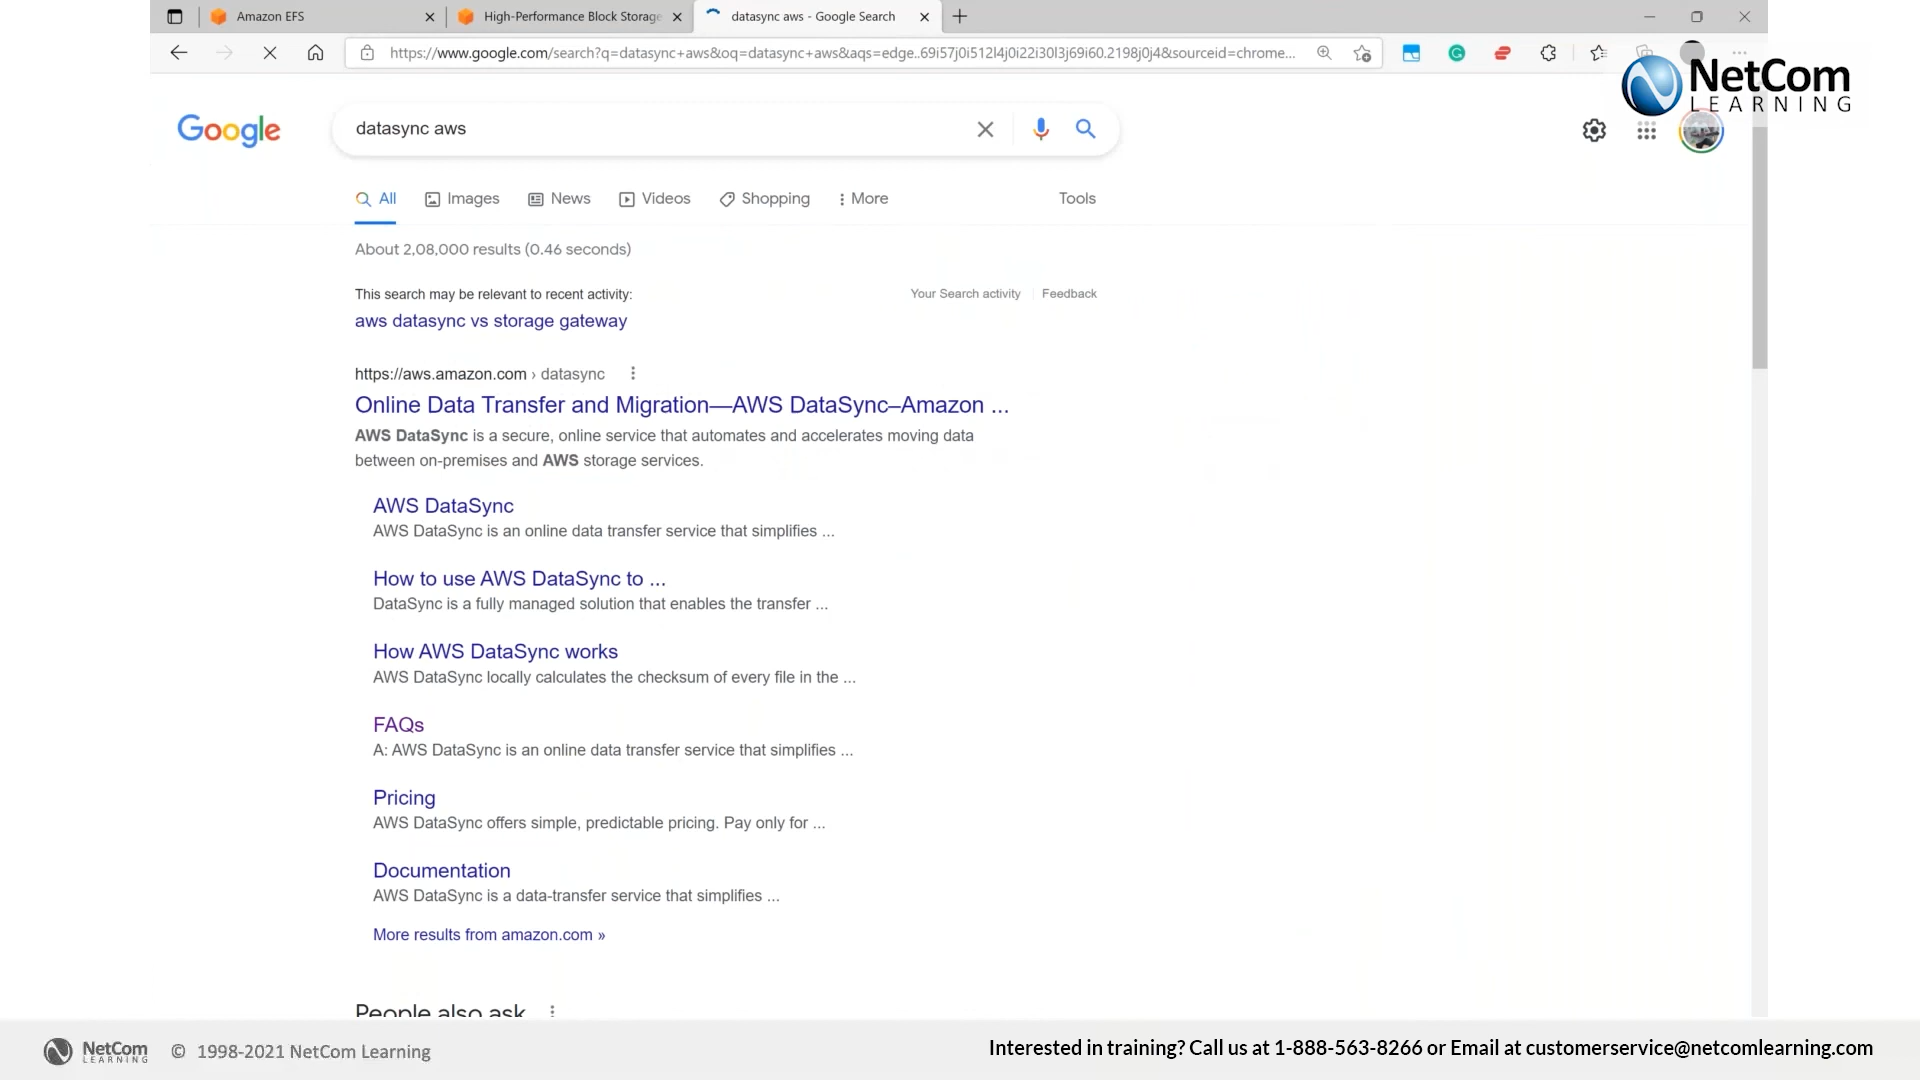 Amazon EFS
High-Performance Block Storage
datasync aws - Google Search
https://www.google.com/search?q=datasync+aws&oq=datasync+aws&aqs=edge..69i57j0i512l4j0i22i30l3j69i60.2198j0j4&sourceid=chrome...
NetCom
LEARNING
Google
datasync aws
All
Images
News
Videos
Shopping
More
Tools
About 2,08,000 results (0.46 seconds)
This search may be relevant to recent activity:
Your Search activity
Feedback
aws datasync vs storage gateway
https://aws.amazon.com › datasync
Online Data Transfer and Migration—AWS DataSync–Amazon ...
AWS DataSync is a secure, online service that automates and accelerates moving data
between on-premises and AWS storage services.
AWS DataSync
AWS DataSync is an online data transfer service that simplifies ...
How to use AWS DataSync to ...
DataSync is a fully managed solution that enables the transfer ...
How AWS DataSync works
AWS DataSync locally calculates the checksum of every file in the ...
FAQs
A: AWS DataSync is an online data transfer service that simplifies ...
Pricing
AWS DataSync offers simple, predictable pricing. Pay only for ...
Documentation
AWS DataSync is a data-transfer service that simplifies ...
More results from amazon.com »
People also ask
NetCom
LEARNING
© 1998-2021 NetCom Learning
Interested in training? Call us at 1-888-563-8266 or Email at customerservice@netcomlearning.com